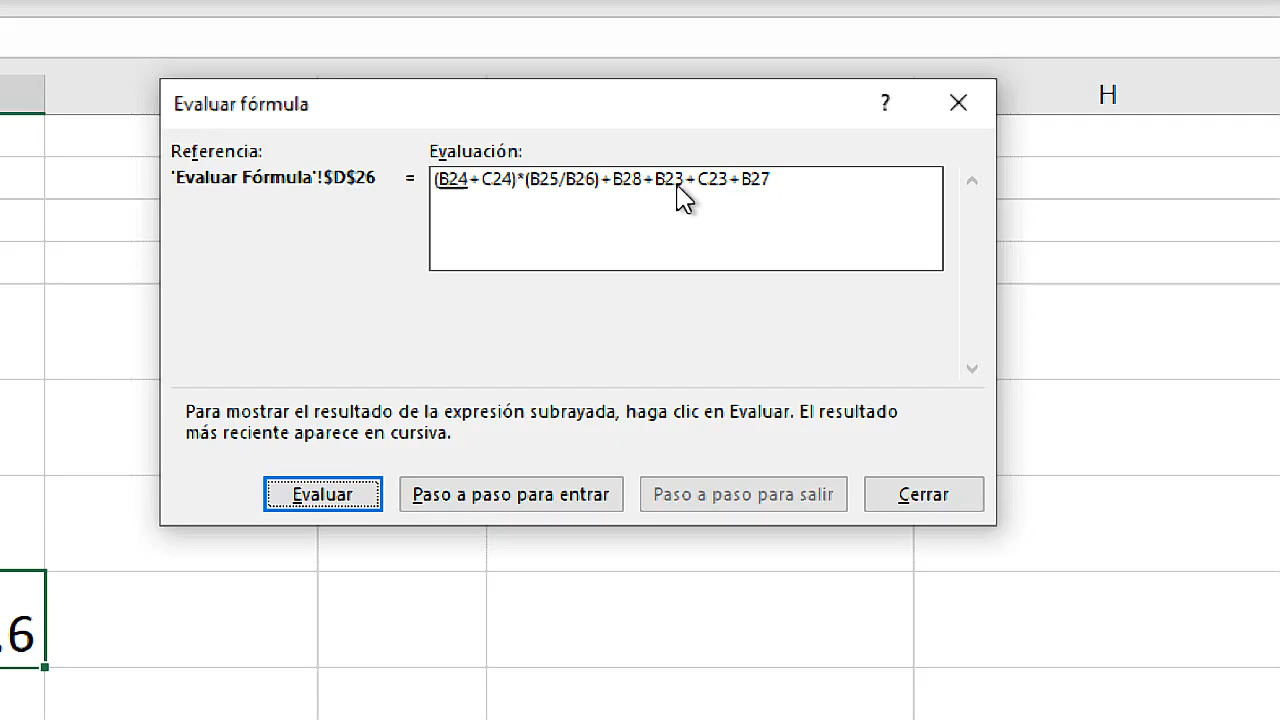 H
Evaluar fórmula
?
Referencia:
Evaluación:
'Evaluar Fórmula'!$D$26 = (B24+C24)*(B25/B26)+B28+B23+C23+B27
Para mostrar el resultado de la expresión subrayada, haga clic en Evaluar. El resultado
más reciente aparece en cursiva.
Evaluar
Paso a paso para entrar
Paso a paso para salir
Cerrar
.6